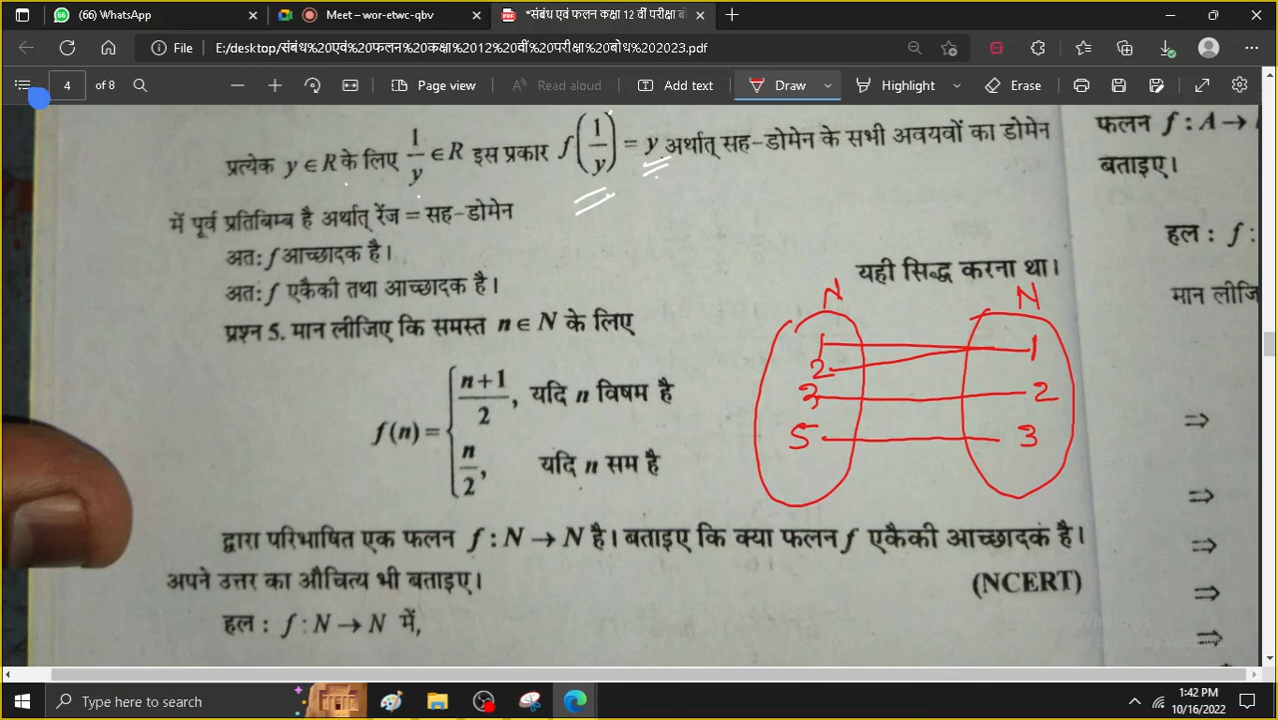 (66) WhatsApp
Meet – wor-etwc-qbv
*संबंध एवं फलन कक्षा 12 वीं परीक्षा बो
File
E:/desktop/संबंध%20एवं%20फलन%20कक्षा%2012%20वीं%20परीक्षा%20बोध%202023.pdf
4 of 8
Page view
Read aloud
Add text
Draw
Highlight
Erase
प्रत्येक y ∈ R के लिए 1/y ∈ R इस प्रकार f(1/y) = y अर्थात् सह-डोमेन के सभी अवयवों का डोमेन
में पूर्व प्रतिबिम्ब है अर्थात् रेंज = सह-डोमेन
अत: f आच्छादक है।
अत: f एकैकी तथा आच्छादक है।
यही सिद्ध करना था।
प्रश्न 5. मान लीजिए कि समस्त n ∈ N के लिए
f(n) = { n+1/2, यदि n विषम है
n/2, यदि n सम है
N N
1 1
2
3 2
5 3
द्वारा परिभाषित एक फलन f : N → N है। बताइए कि क्या फलन f एकैकी आच्छादक है।
अपने उत्तर का औचित्य भी बताइए।
(NCERT)
हल : f : N → N में,
फलन f : A →
बताइए।
हल : f :
मान लीजि
⇒
⇒
⇒
⇒
⇒
Type here to search
1:42 PM
10/16/2022